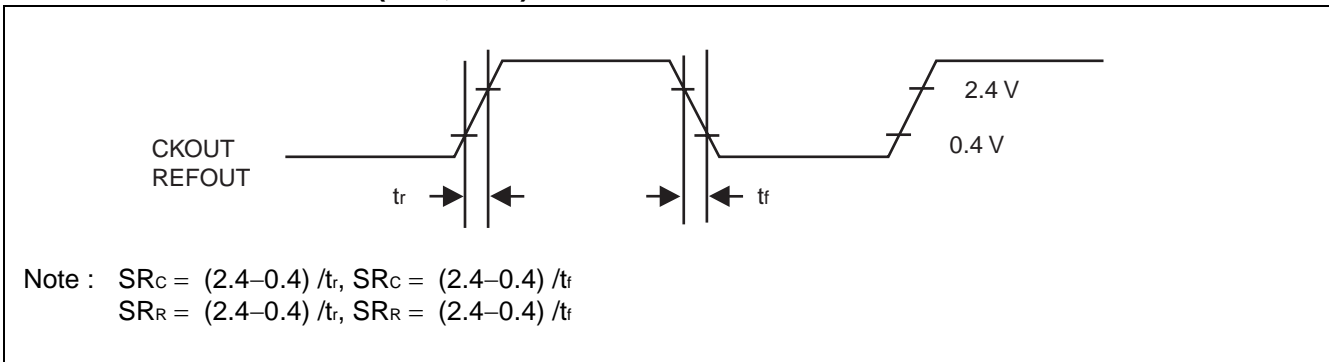 2.4 V
CKOUT
0.4 V
REFOUT
tr
tf
Note : SRC = (2.4−0.4) /tr, SRC = (2.4−0.4) /tf
SRR = (2.4−0.4) /tr, SRR = (2.4−0.4) /tf